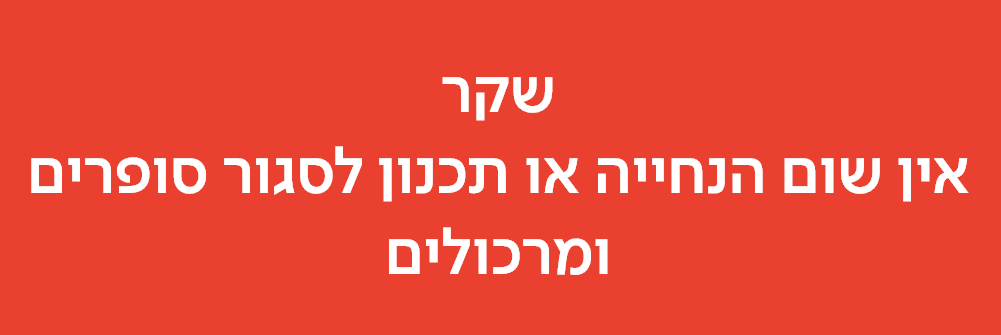 שקר
אין שום הנחייה או תכנון לסגור סופרים
ומרכולים